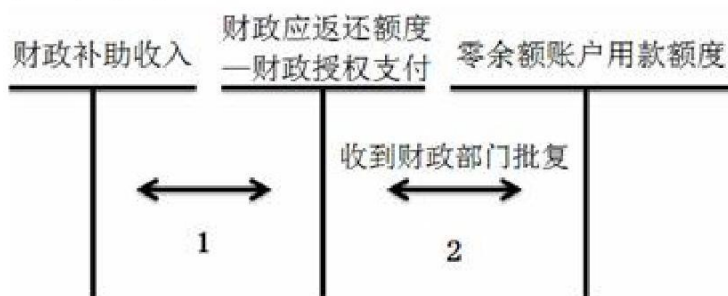 财政补助收入
财政应返还额度
—财政授权支付
零余额账户用款额度
收到财政部门批复
1
2